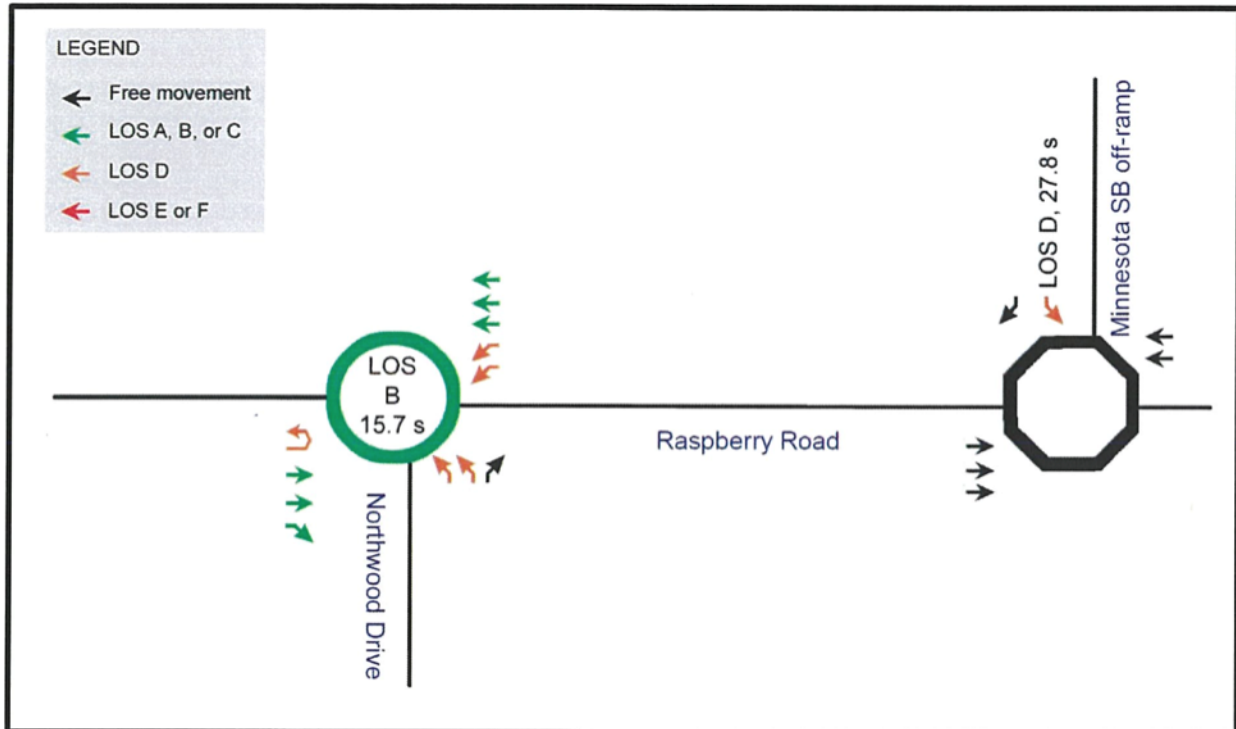 LEGEND
Free movement
LOS A, B, or C
LOS D
LOS E or F
LOS D, 27.8 s
Minnesota SB off-ramp
LOS
B
15.7 s
Raspberry Road
Northwood Drive